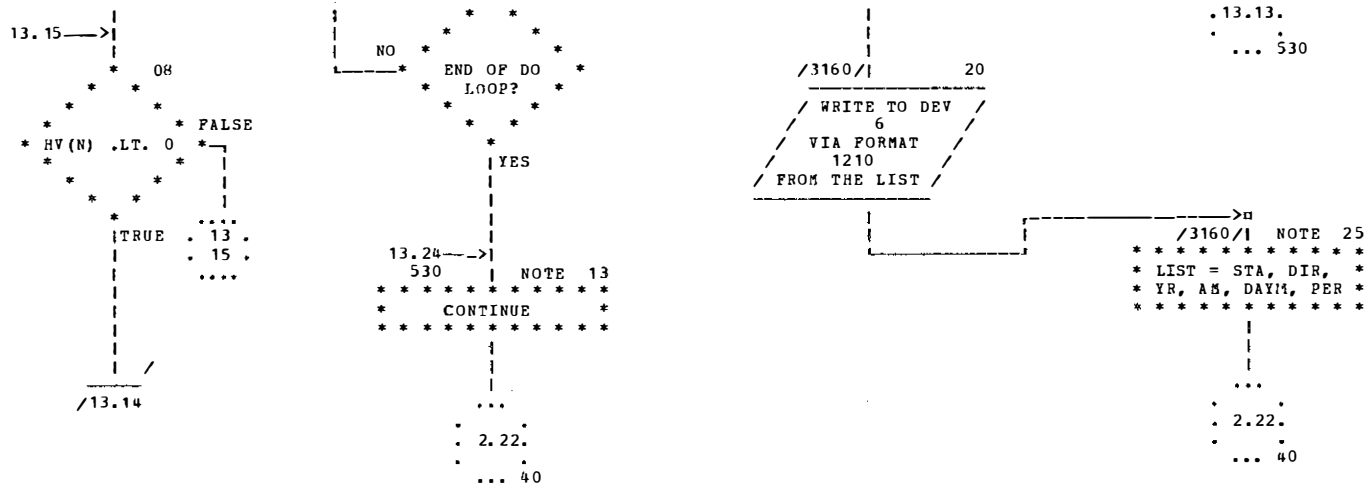 13.15
08
HV(N) .LT. 0
FALSE
TRUE
13
15
/13.14
NO
END OF DO
LOOP?
YES
13.24
530
NOTE 13
CONTINUE
2.22.
40
/3160/
20
WRITE TO DEV
6
VIA FORMAT
1210
FROM THE LIST
.13.13.
530
/3160/
NOTE 25
LIST = STA, DIR,
YR, AM, DAYM, PER
2.22.
40